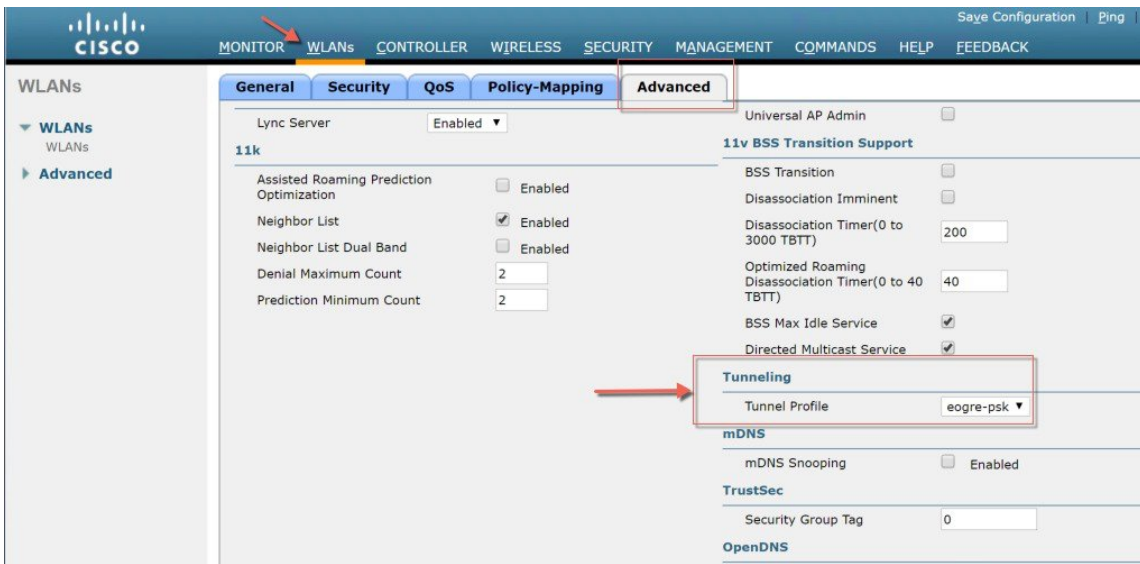 Save Configuration | Ping |
CISCO
MONITOR WLANs CONTROLLER WIRELESS SECURITY MANAGEMENT COMMANDS HELP FEEDBACK
WLANs
WLANs
WLANs
Advanced
General Security QoS Policy-Mapping Advanced
Lync Server Enabled
11k
Assisted Roaming Prediction
Optimization
Enabled
Neighbor List Enabled
Neighbor List Dual Band Enabled
Denial Maximum Count 2
Prediction Minimum Count 2
Universal AP Admin
11v BSS Transition Support
BSS Transition
Disassociation Imminent
Disassociation Timer(0 to
3000 TBTT)
200
Optimized Roaming
Disassociation Timer(0 to 40
TBTT)
40
BSS Max Idle Service
Directed Multicast Service
Tunneling
Tunnel Profile eogre-psk
mDNS
mDNS Snooping Enabled
TrustSec
Security Group Tag 0
OpenDNS